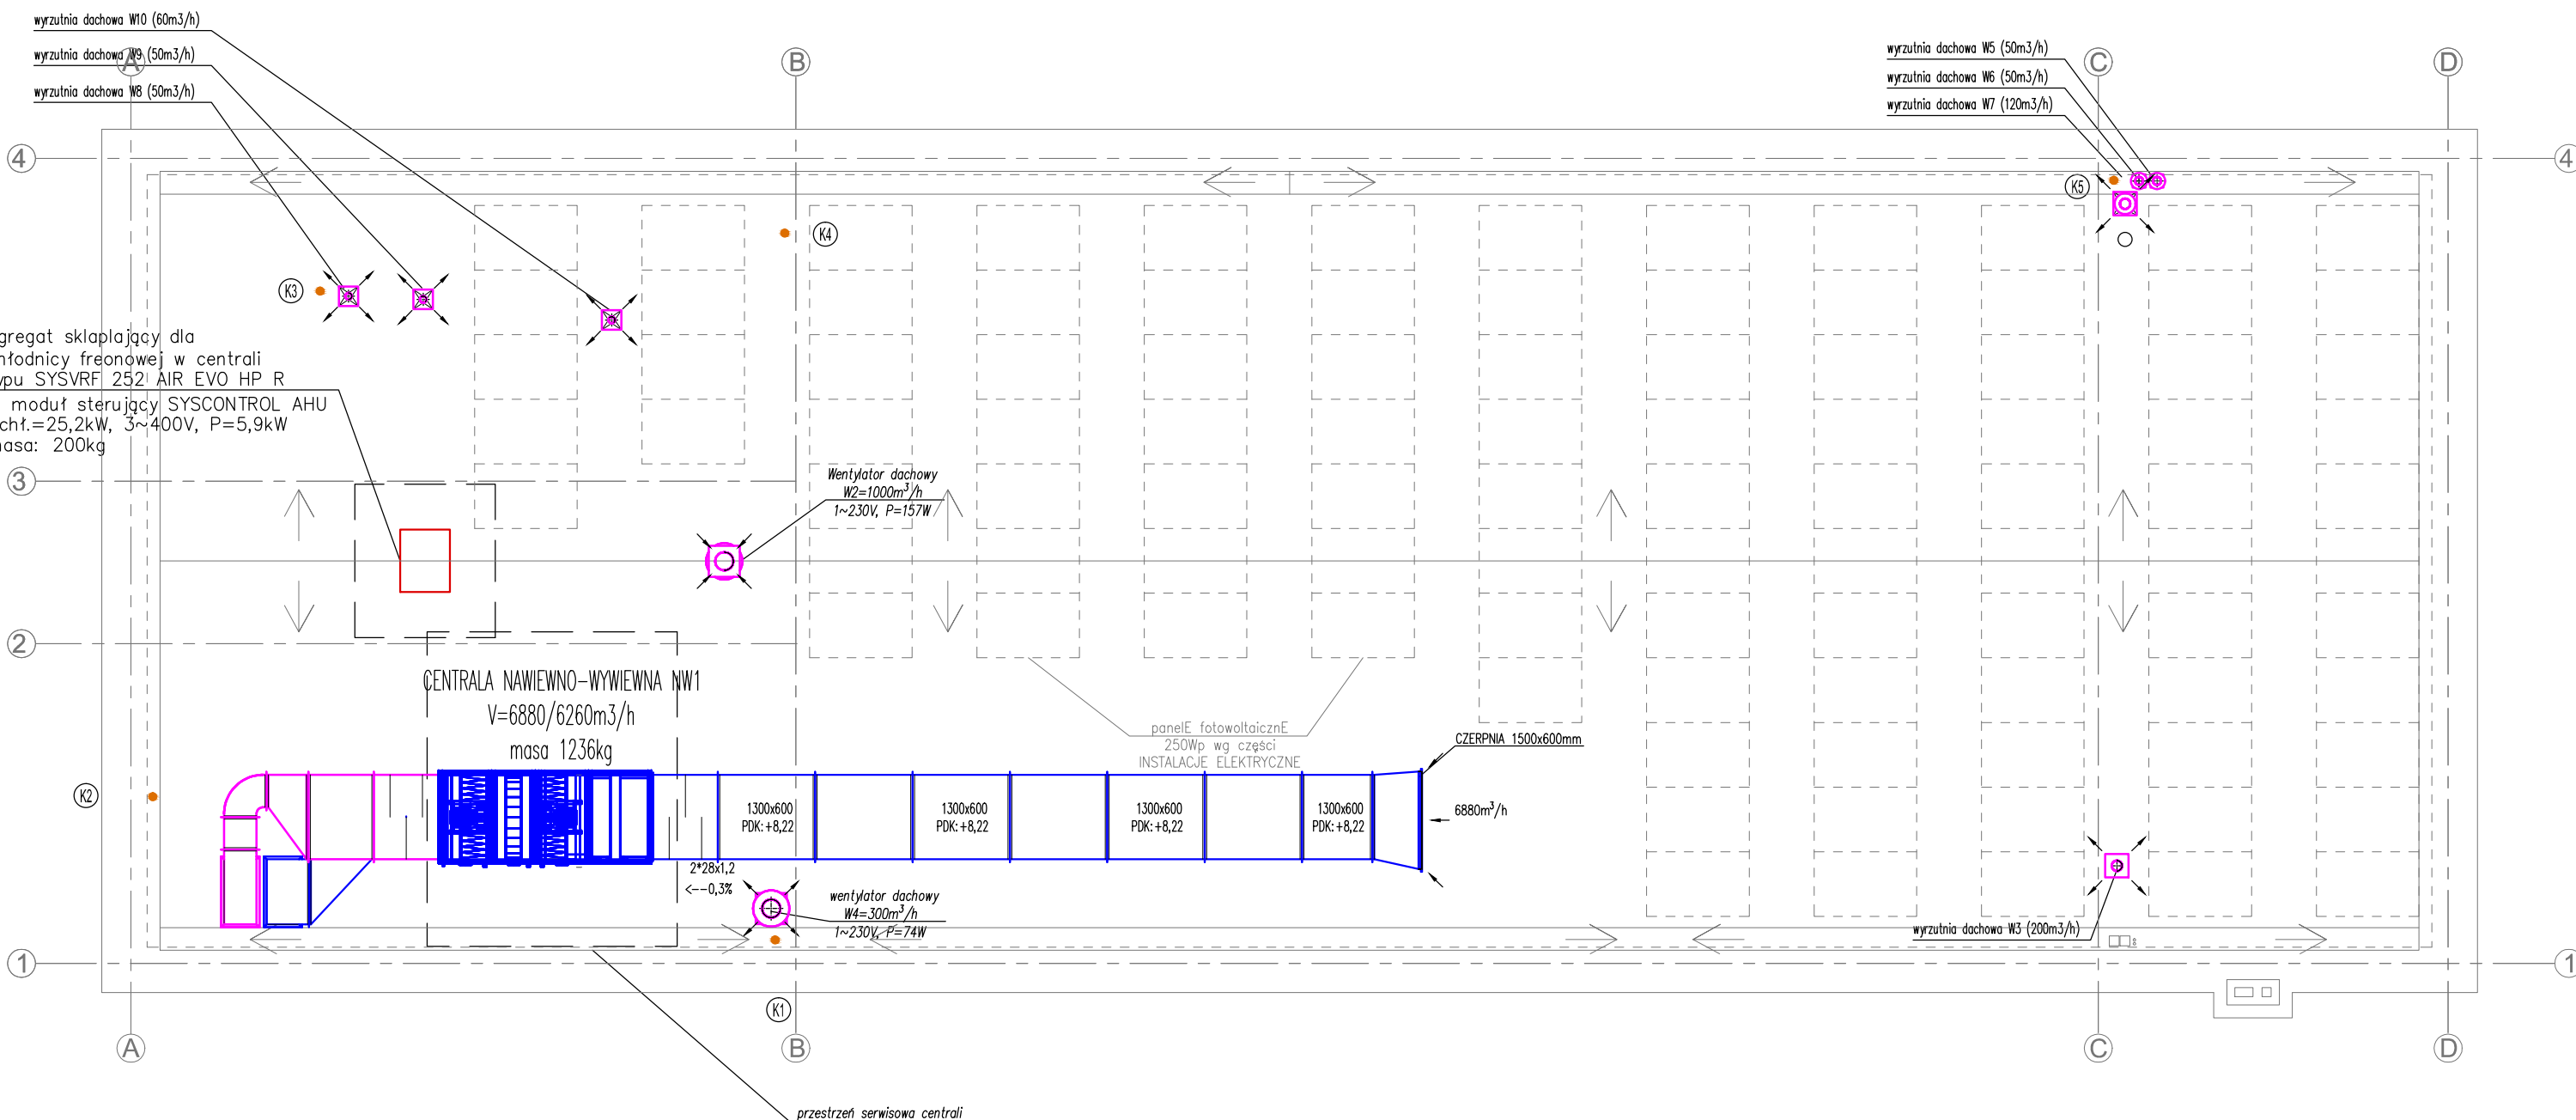 wyrzutnia dachowa W10 (60m3/h)
wyrzutnia dachowa W9 (50m3/h)
wyrzutnia dachowa W8 (50m3/h)
wyrzutnia dachowa W5 (50m3/h)
wyrzutnia dachowa W6 (50m3/h)
wyrzutnia dachowa W7 (120m3/h)
A
B
C
D
4
4
K5
K4
K3
gregat sklaplający dla
hłodnicy freonowej w centrali
ypu SYSVRF 252 AIR EVO HP R
moduł sterujący SYSCONTROL AHU
chł.=25,2kW, 3~400V, P=5,9kW
masa: 200kg
3
Wentylator dachowy
W2=1000m³/h
1~230V, P=157W
2
CENTRALA NAWIEWNO-WYWIEWNA NW1
V=6880/6260m3/h
masa 1236kg
panelE fotowoltaicznE
250Wp wg części
INSTALACJE ELEKTRYCZNE
CZERPNIA 1500x600mm
K2
1300x600
PDK:+8,22
1300x600
PDK:+8,22
1300x600
PDK:+8,22
1300x600
PDK:+8,22
6880m³/h
2*28x1,2
<--0,3%
wentylator dachowy
W4=300m³/h
1~230V, P=74W
wyrzutnia dachowa W3 (200m3/h)
1
1
K1
A
B
C
D
przestrzeń serwisowa centrali